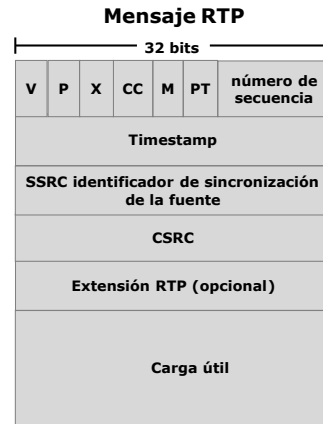 Mensaje RTP
32 bits
V P X CC M PT número de
secuencia
Timestamp
SSRC identificador de sincronización
de la fuente
CSRC
Extensión RTP (opcional)
Carga útil